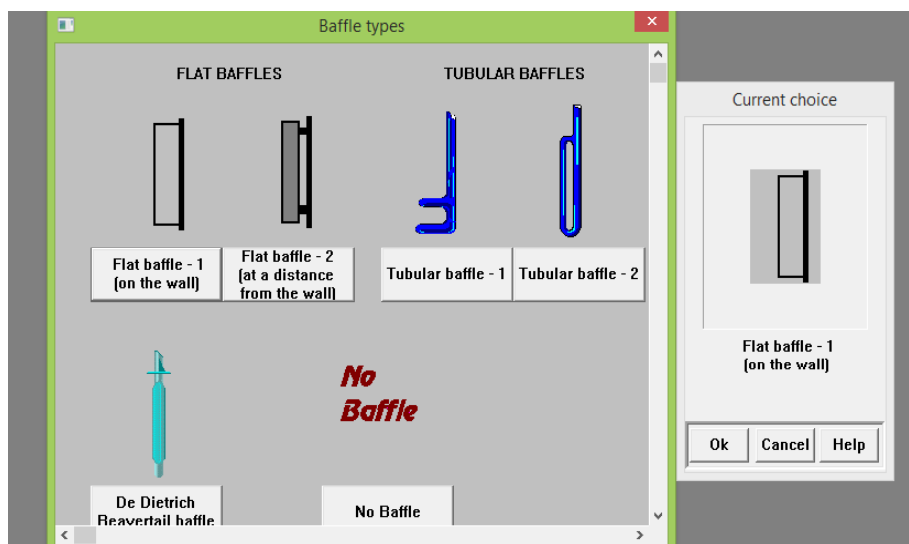 Baffle types
FLAT BAFFLES
TUBULAR BAFFLES
Flat baffle - 1
(on the wall)
Flat baffle - 2
(at a distance
from the wall)
Tubular baffle - 1
Tubular baffle - 2
No
Baffle
De Dietrich
Beavertail baffle
No Baffle
Current choice
Flat baffle - 1
(on the wall)
Ok
Cancel
Help